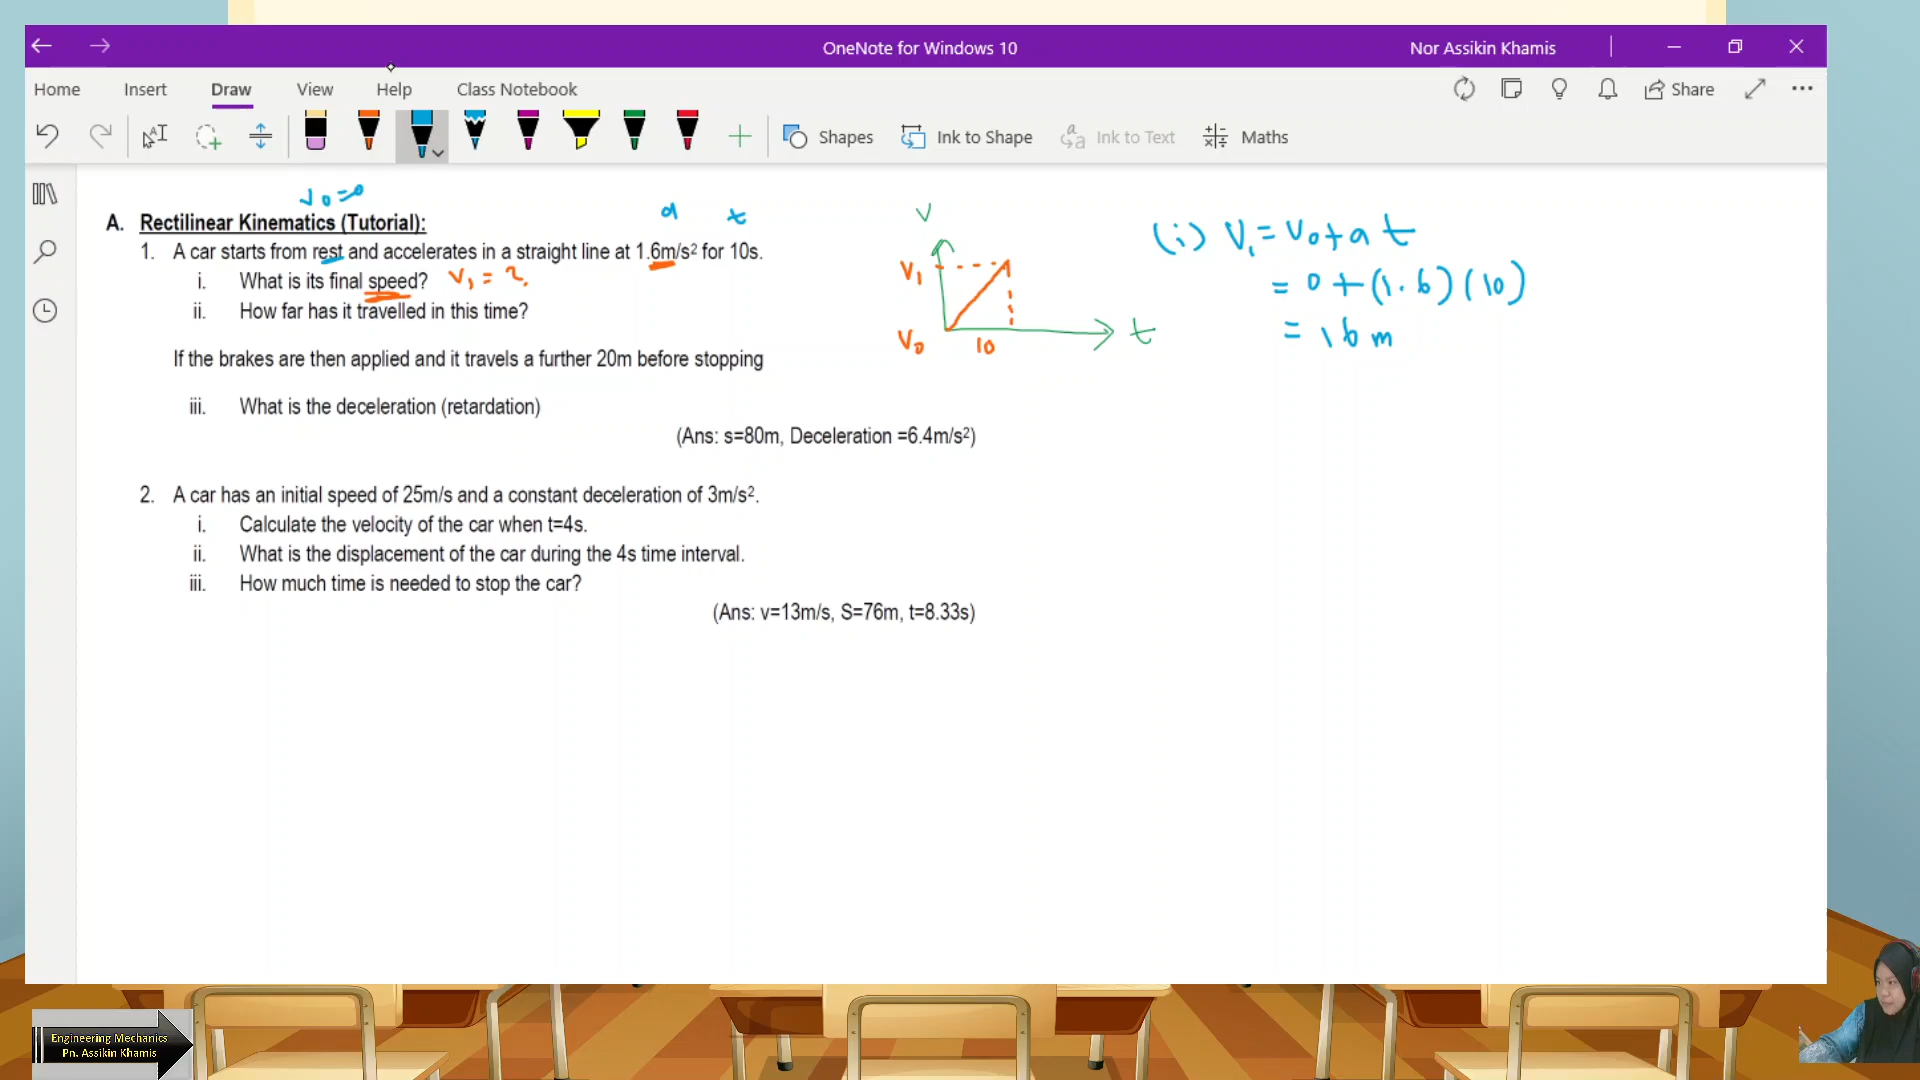 OneNote for Windows 10
Nor Assikin Khamis
Home Insert Draw View Help Class Notebook
Share
Shapes Ink to Shape Ink to Text Maths
v0=0
A. Rectilinear Kinematics (Tutorial):
a t
1. A car starts from rest and accelerates in a straight line at 1.6m/s² for 10s.
i. What is its final speed? V1 = ?
ii. How far has it travelled in this time?
If the brakes are then applied and it travels a further 20m before stopping
iii. What is the deceleration (retardation)
(Ans: s=80m, Deceleration =6.4m/s²)
2. A car has an initial speed of 25m/s and a constant deceleration of 3m/s².
i. Calculate the velocity of the car when t=4s.
ii. What is the displacement of the car during the 4s time interval.
iii. How much time is needed to stop the car?
(Ans: v=13m/s, S=76m, t=8.33s)
V
V1
V0
10
t
(i) V1 = V0 + a t
= 0 + (1.6)(10)
= 16 m
Engineering Mechanics
Pn. Assikin Khamis